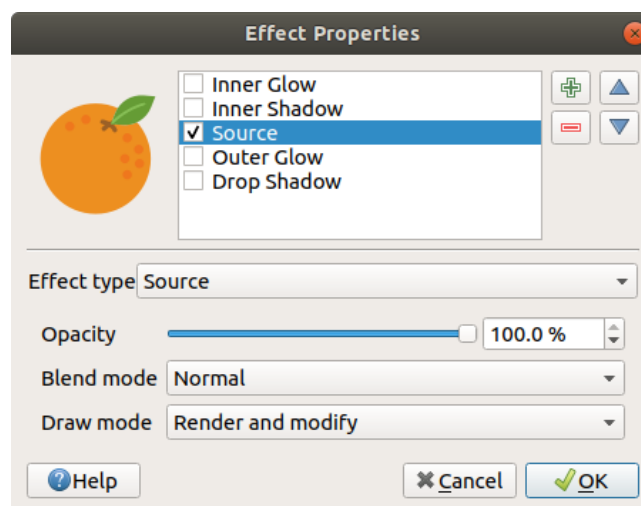 Effect Properties
Inner Glow
Inner Shadow
Source
Outer Glow
Drop Shadow
Effect type Source
Opacity 100.0 %
Blend mode Normal
Draw mode Render and modify
Help Cancel OK